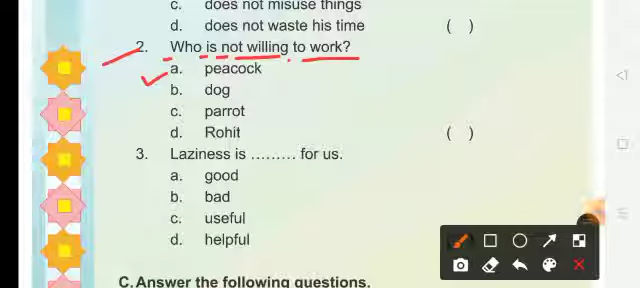 c. does not misuse things
d. does not waste his time ( )
2. Who is not willing to work?
a. peacock
b. dog
c. parrot
d. Rohit ( )
3. Laziness is ......... for us.
a. good
b. bad
c. useful
d. helpful
C. Answer the following questions.